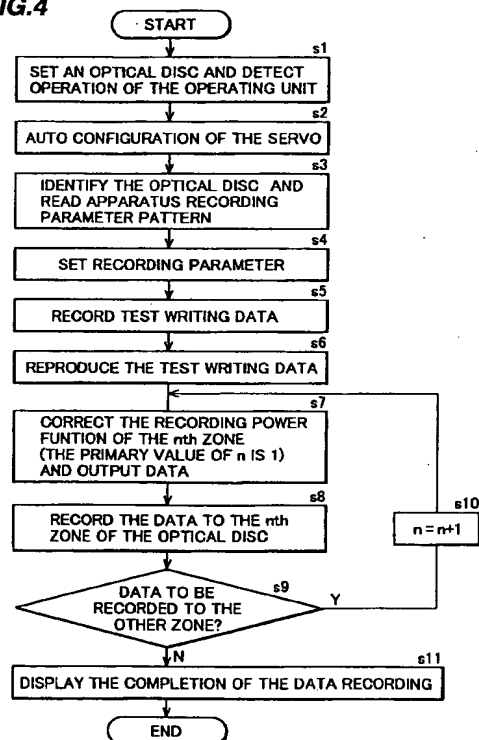 FIG.4
START
s1
SET AN OPTICAL DISC AND DETECT
OPERATION OF THE OPERATING UNIT
s2
AUTO CONFIGURATION OF THE SERVO
s3
IDENTIFY THE OPTICAL DISC AND
READ APPARATUS RECORDING
PARAMETER PATTERN
s4
SET RECORDING PARAMETER
s5
RECORD TEST WRITING DATA
s6
REPRODUCE THE TEST WRITING DATA
s7
CORRECT THE RECORDING POWER
FUNTION OF THE nth ZONE
(THE PRIMARY VALUE OF n IS 1)
AND OUTPUT DATA
s8
RECORD THE DATA TO THE nth
ZONE OF THE OPTICAL DISC
s10
n = n+1
s9
DATA TO BE
RECORDED TO THE
OTHER ZONE?
Y
N
s11
DISPLAY THE COMPLETION OF THE DATA RECORDING
END